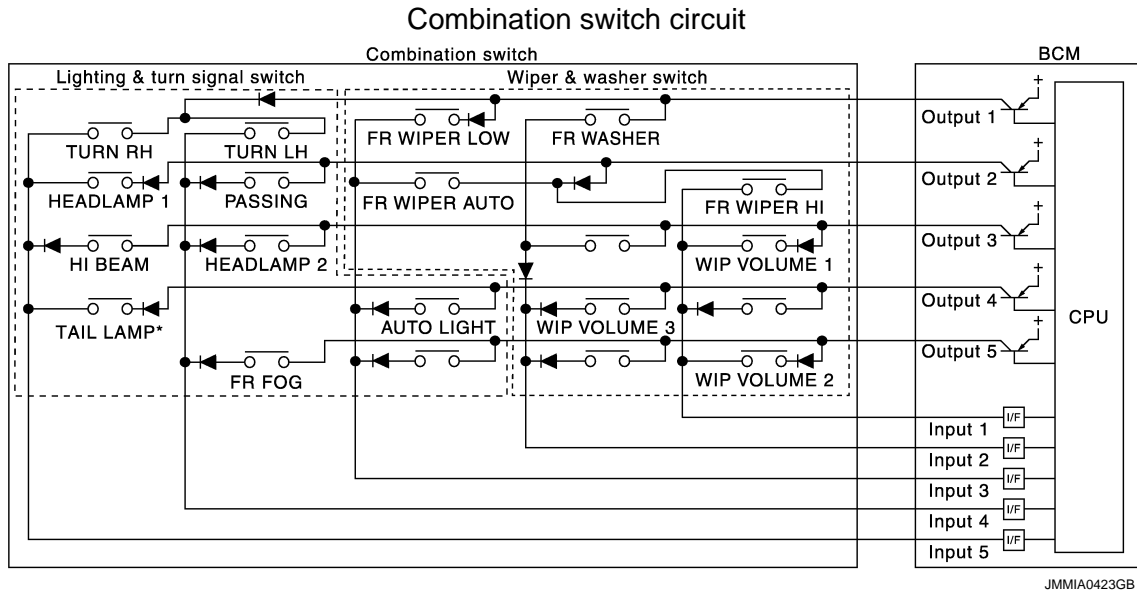 Combination switch circuit
Combination switch
BCM
Lighting & turn signal switch
Wiper & washer switch
+
Output 1
TURN RH
TURN LH
FR WIPER LOW
FR WASHER
+
Output 2
HEADLAMP 1
PASSING
FR WIPER AUTO
FR WIPER HI
+
Output 3
HI BEAM
HEADLAMP 2
WIP VOLUME 1
+
Output 4
TAIL LAMP*
AUTO LIGHT
WIP VOLUME 3
CPU
+
Output 5
FR FOG
WIP VOLUME 2
I/F
Input 1
I/F
Input 2
I/F
Input 3
I/F
Input 4
I/F
Input 5
JMMIA0423GB